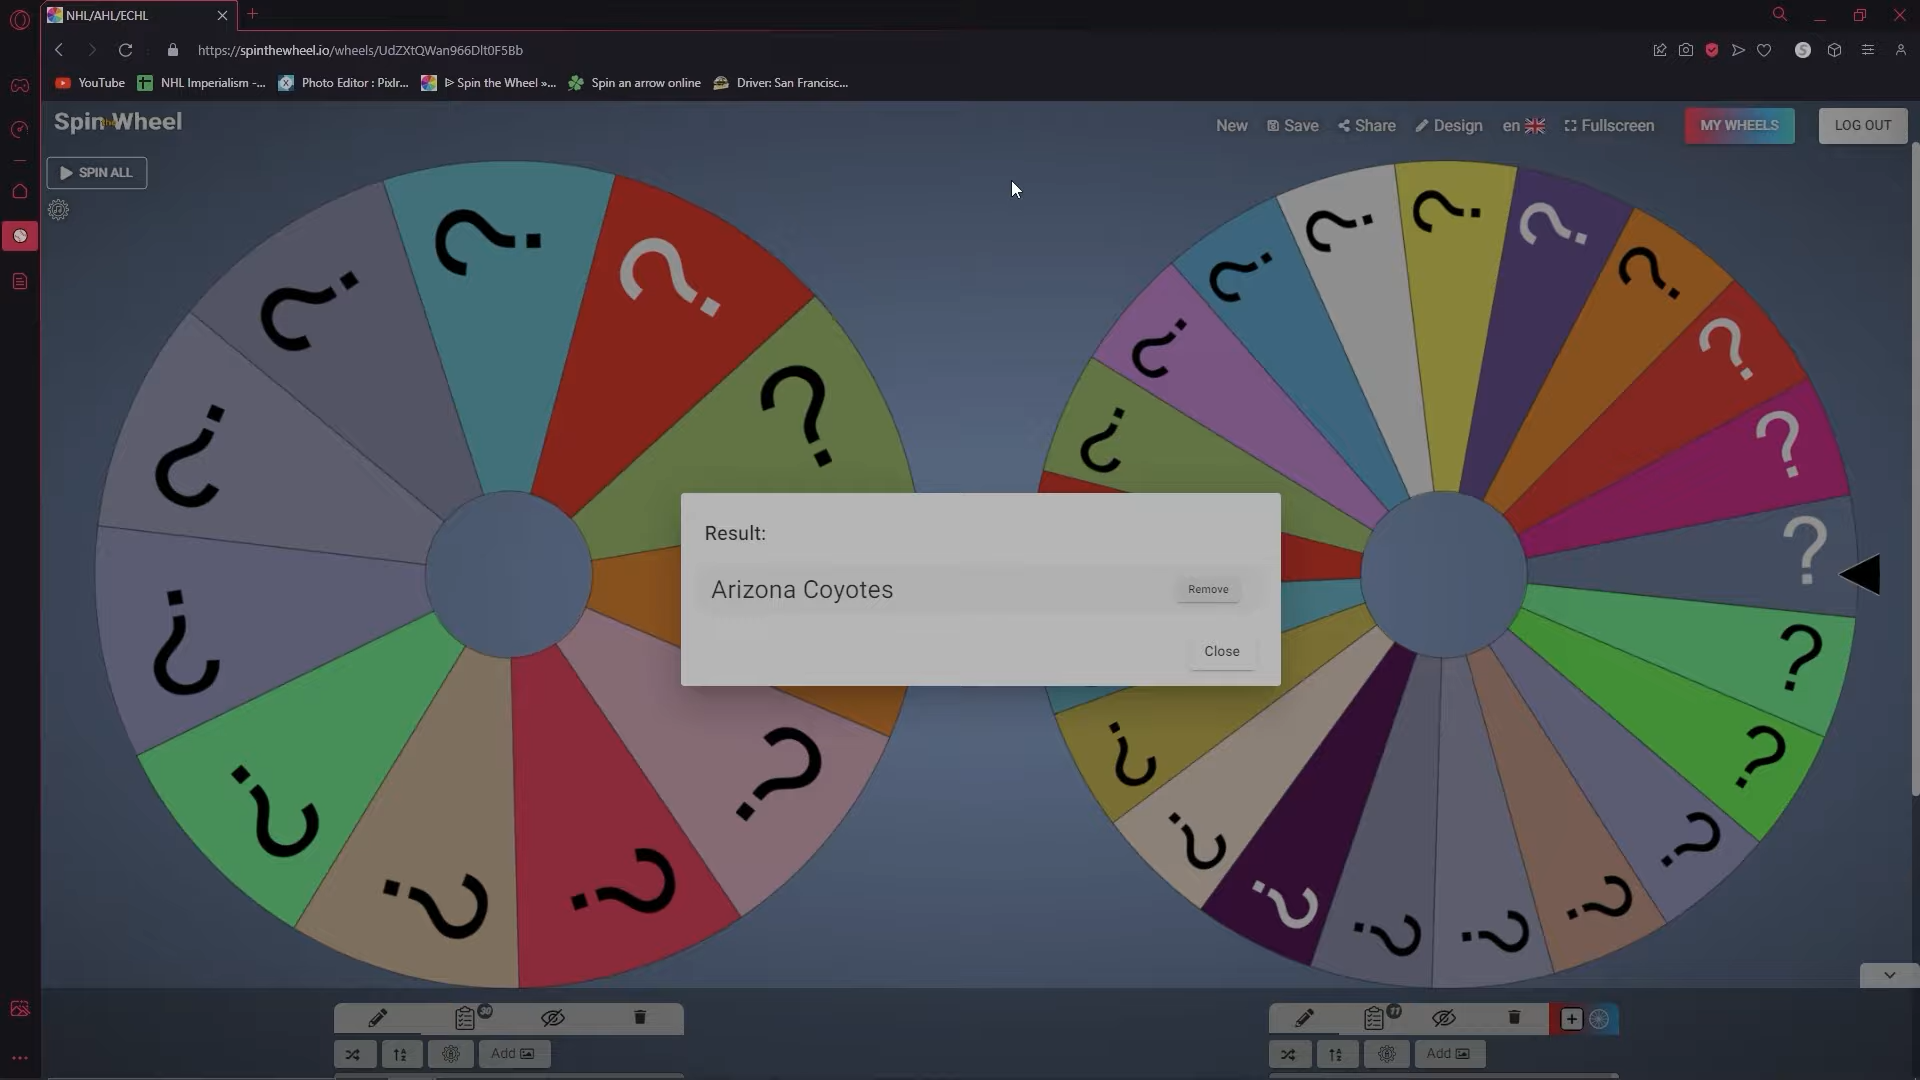 NHL/AHL/ECHL
https://spinthewheel.io/wheels/UdZXtQWan966Dlt0F5Bb
YouTube NHL Imperialism -... Photo Editor : Pixlr... ᐅ Spin the Wheel »... Spin an arrow online Driver: San Francisc...
Spin the Wheel New Save Share Design en Fullscreen MY WHEELS LOG OUT
SPIN ALL
? ? ? ? ? ? ? ? ? ?
? ? ? ? ? ? ? ? ? ? ? ? ? ? ? ? ? ?
Result:
Arizona Coyotes Remove
Close
30 11
Add Add